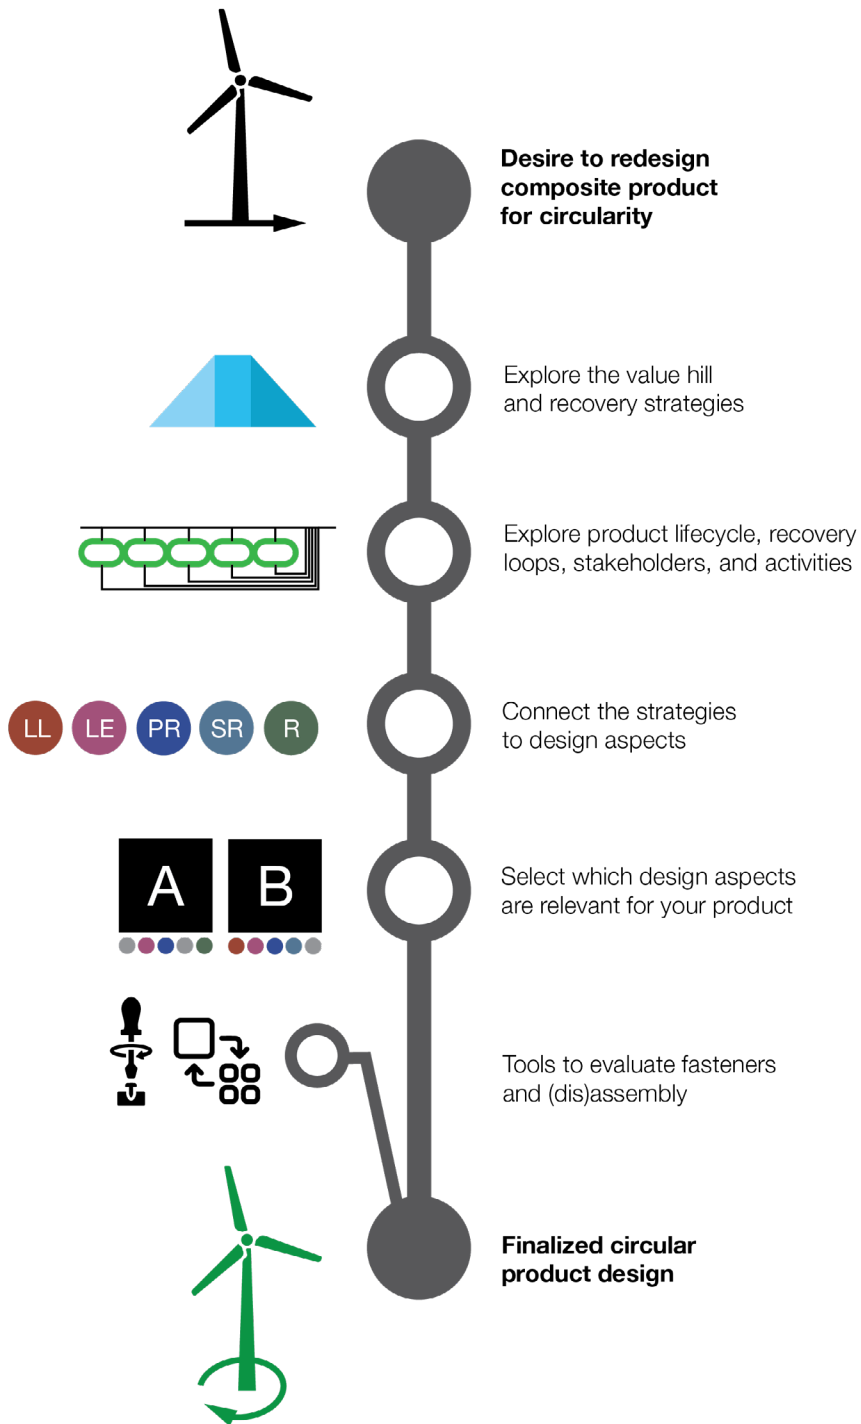 Desire to redesign
composite product
for circularity
Explore the value hill
and recovery strategies
Explore product lifecycle, recovery
loops, stakeholders, and activities
LL LE PR SR R
Connect the strategies
to design aspects
A B
Select which design aspects
are relevant for your product
Tools to evaluate fasteners
and (dis)assembly
Finalized circular
product design